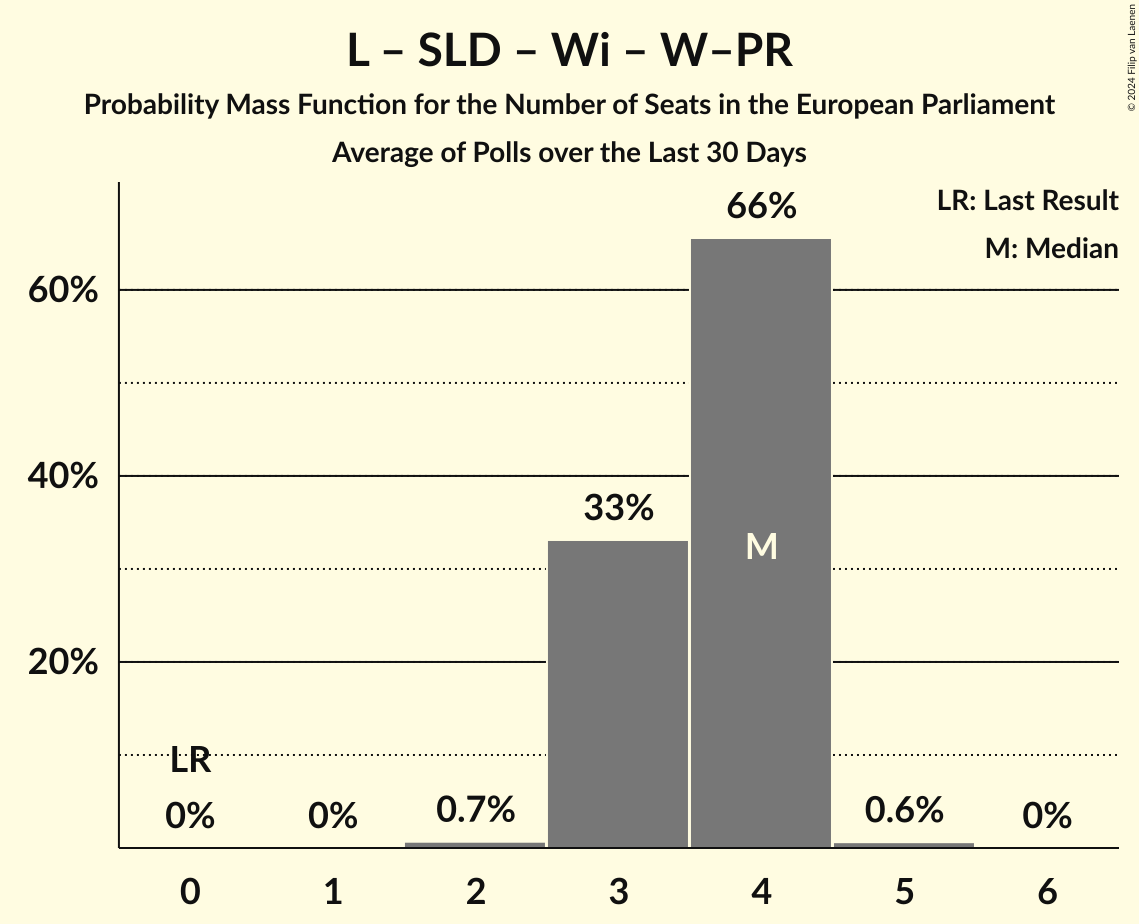 L – SLD – Wi – W–PR
Probability Mass Function for the Number of Seats in the European Parliament
Average of Polls over the Last 30 Days
© 2024 Filip van Laenen
LR: Last Result
M: Median
66%
60%
40%
33%
M
20%
LR
0% 0% 0.7% 0.6% 0%
0 1 2 3 4 5 6